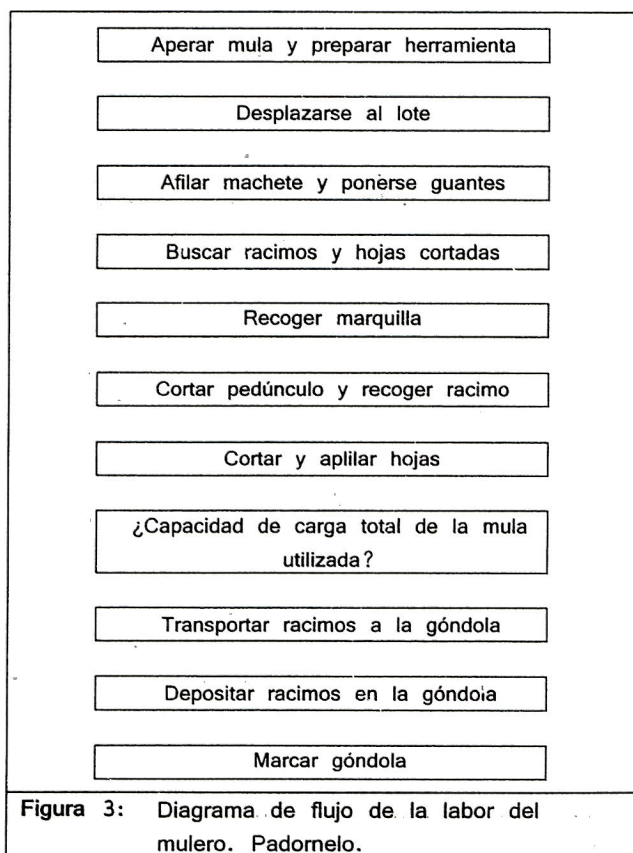 Aperar mula y preparar herramienta
Desplazarse al lote
Afilar machete y ponerse guantes
Buscar racimos y hojas cortadas
Recoger marquilla
Cortar pedúnculo y recoger racimo
Cortar y aplilar hojas
¿Capacidad de carga total de la mula
utilizada?
Transportar racimos a la góndola
Depositar racimos en la góndola
Marcar góndola
Figura 3: Diagrama de flujo de la labor del
mulero. Padornelo.